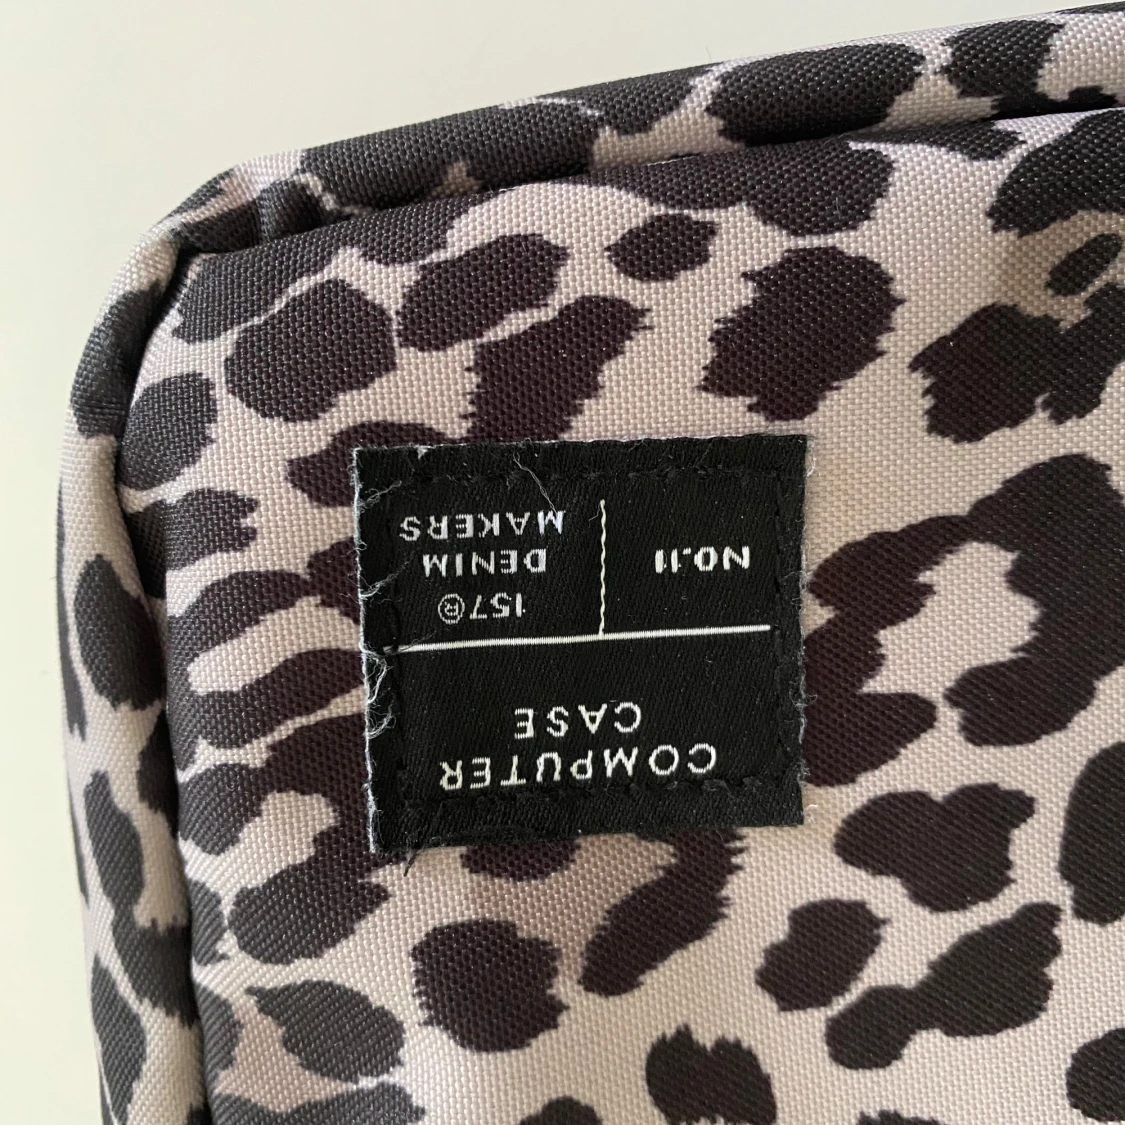 COMPUTER
CASE
NO.11
157®
DENIM
MAKERS